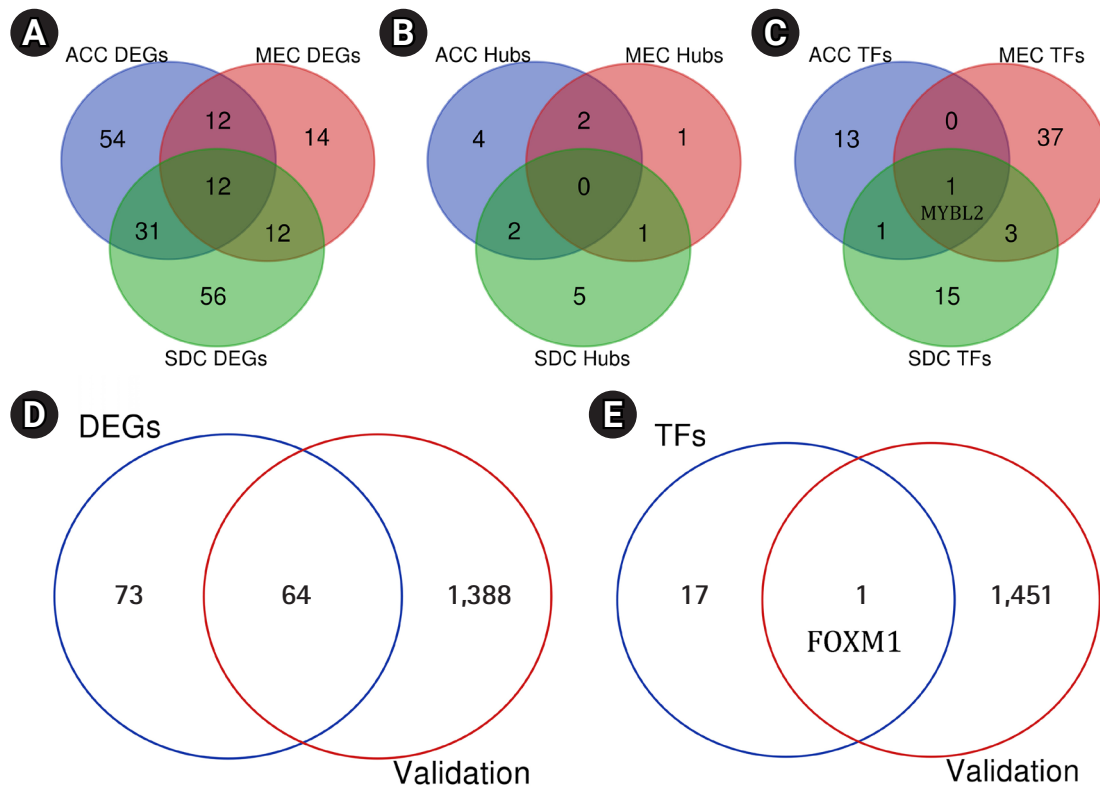 A
ACC DEGs
MEC DEGs
54
12
14
12
31
12
56
SDC DEGs
B
ACC Hubs
MEC Hubs
4
2
1
0
2
1
5
SDC Hubs
C
ACC TFs
MEC TFs
13
0
37
1
MYBL2
1
3
15
SDC TFs
D
DEGs
73
64
1,388
Validation
E
TFs
17
1
1,451
FOXM1
Validation